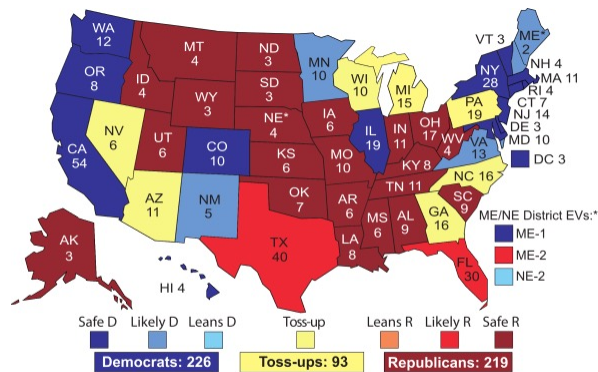 WA
12
OR
8
CA
54
NV
6
ID
4
MT
4
WY
3
UT
6
AZ
11
CO
10
NM
5
ND
3
SD
3
NE*
4
KS
6
OK
7
TX
40
MN
10
IA
6
MO
10
AR
6
LA
8
WI
10
IL
19
MI
15
IN
11
OH
17
KY 8
TN 11
MS
6
AL
9
GA
16
FL
30
SC
9
NC 16
VA
13
WV
4
PA
19
NY
28
VT 3
ME*
2
NH 4
MA 11
RI 4
CT 7
NJ 14
DE 3
MD 10
DC 3
AK
3
HI 4
ME/NE District EVs:*
ME-1
ME-2
NE-2
Safe D Likely D Leans D Toss-up Leans R Likely R Safe R
Democrats: 226 Toss-ups: 93 Republicans: 219